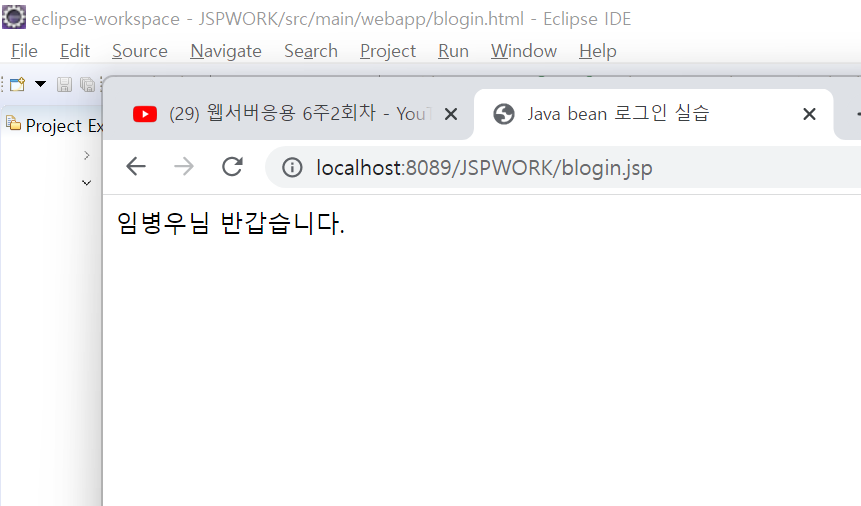 eclipse-workspace - JSPWORK/src/main/webapp/blogin.html - Eclipse IDE
File Edit Source Navigate Search Project Run Window Help
(29) 웹서버응용 6주2회차 - YouT
Java bean 로그인 실습
Project Ex
localhost:8089/JSPWORK/blogin.jsp
임병우님 반갑습니다.